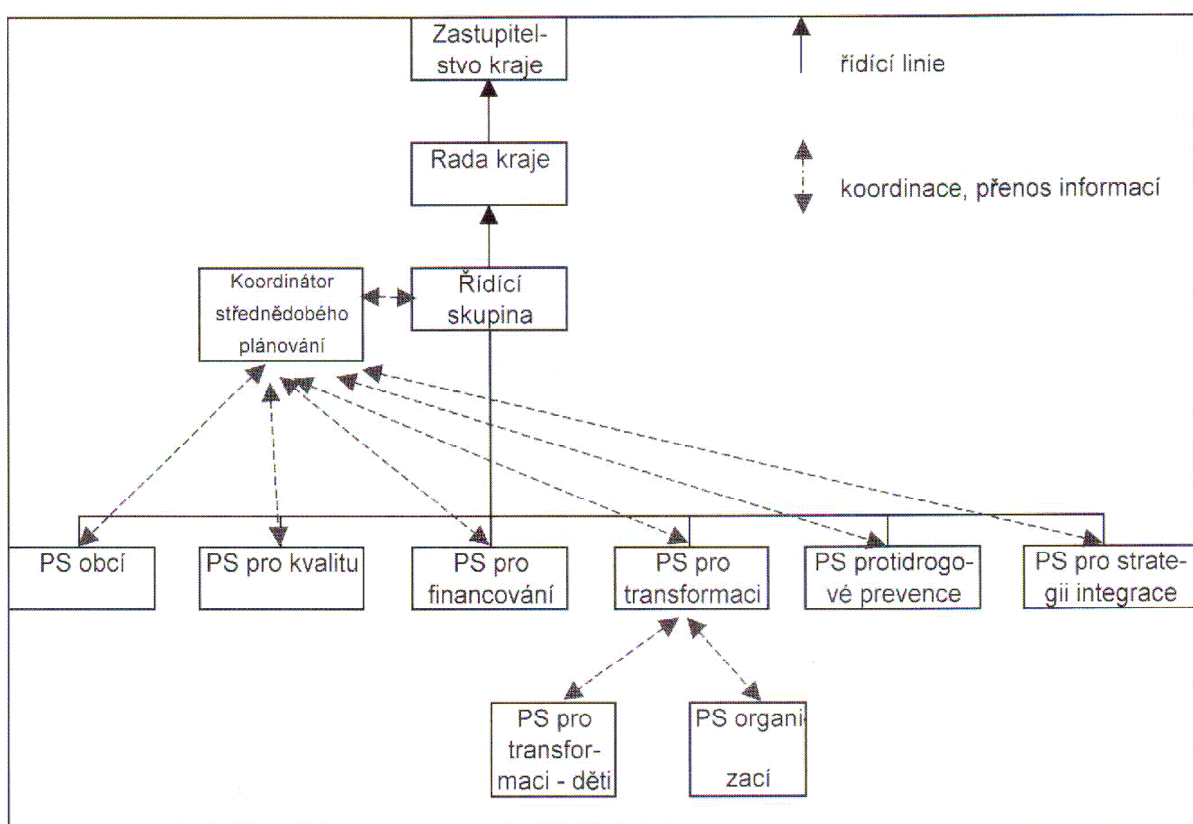 Zastupitel-
stvo kraje
řídící linie
Rada kraje
koordinace, přenos informací
Koordinátor
střednědobého
plánování
Řídící
skupina
PS obcí
PS pro kvalitu
PS pro
financování
PS pro
transformaci
PS protidrogo-
vé prevence
PS pro strate-
gii integrace
PS pro
transfor-
maci - děti
PS organi
zací